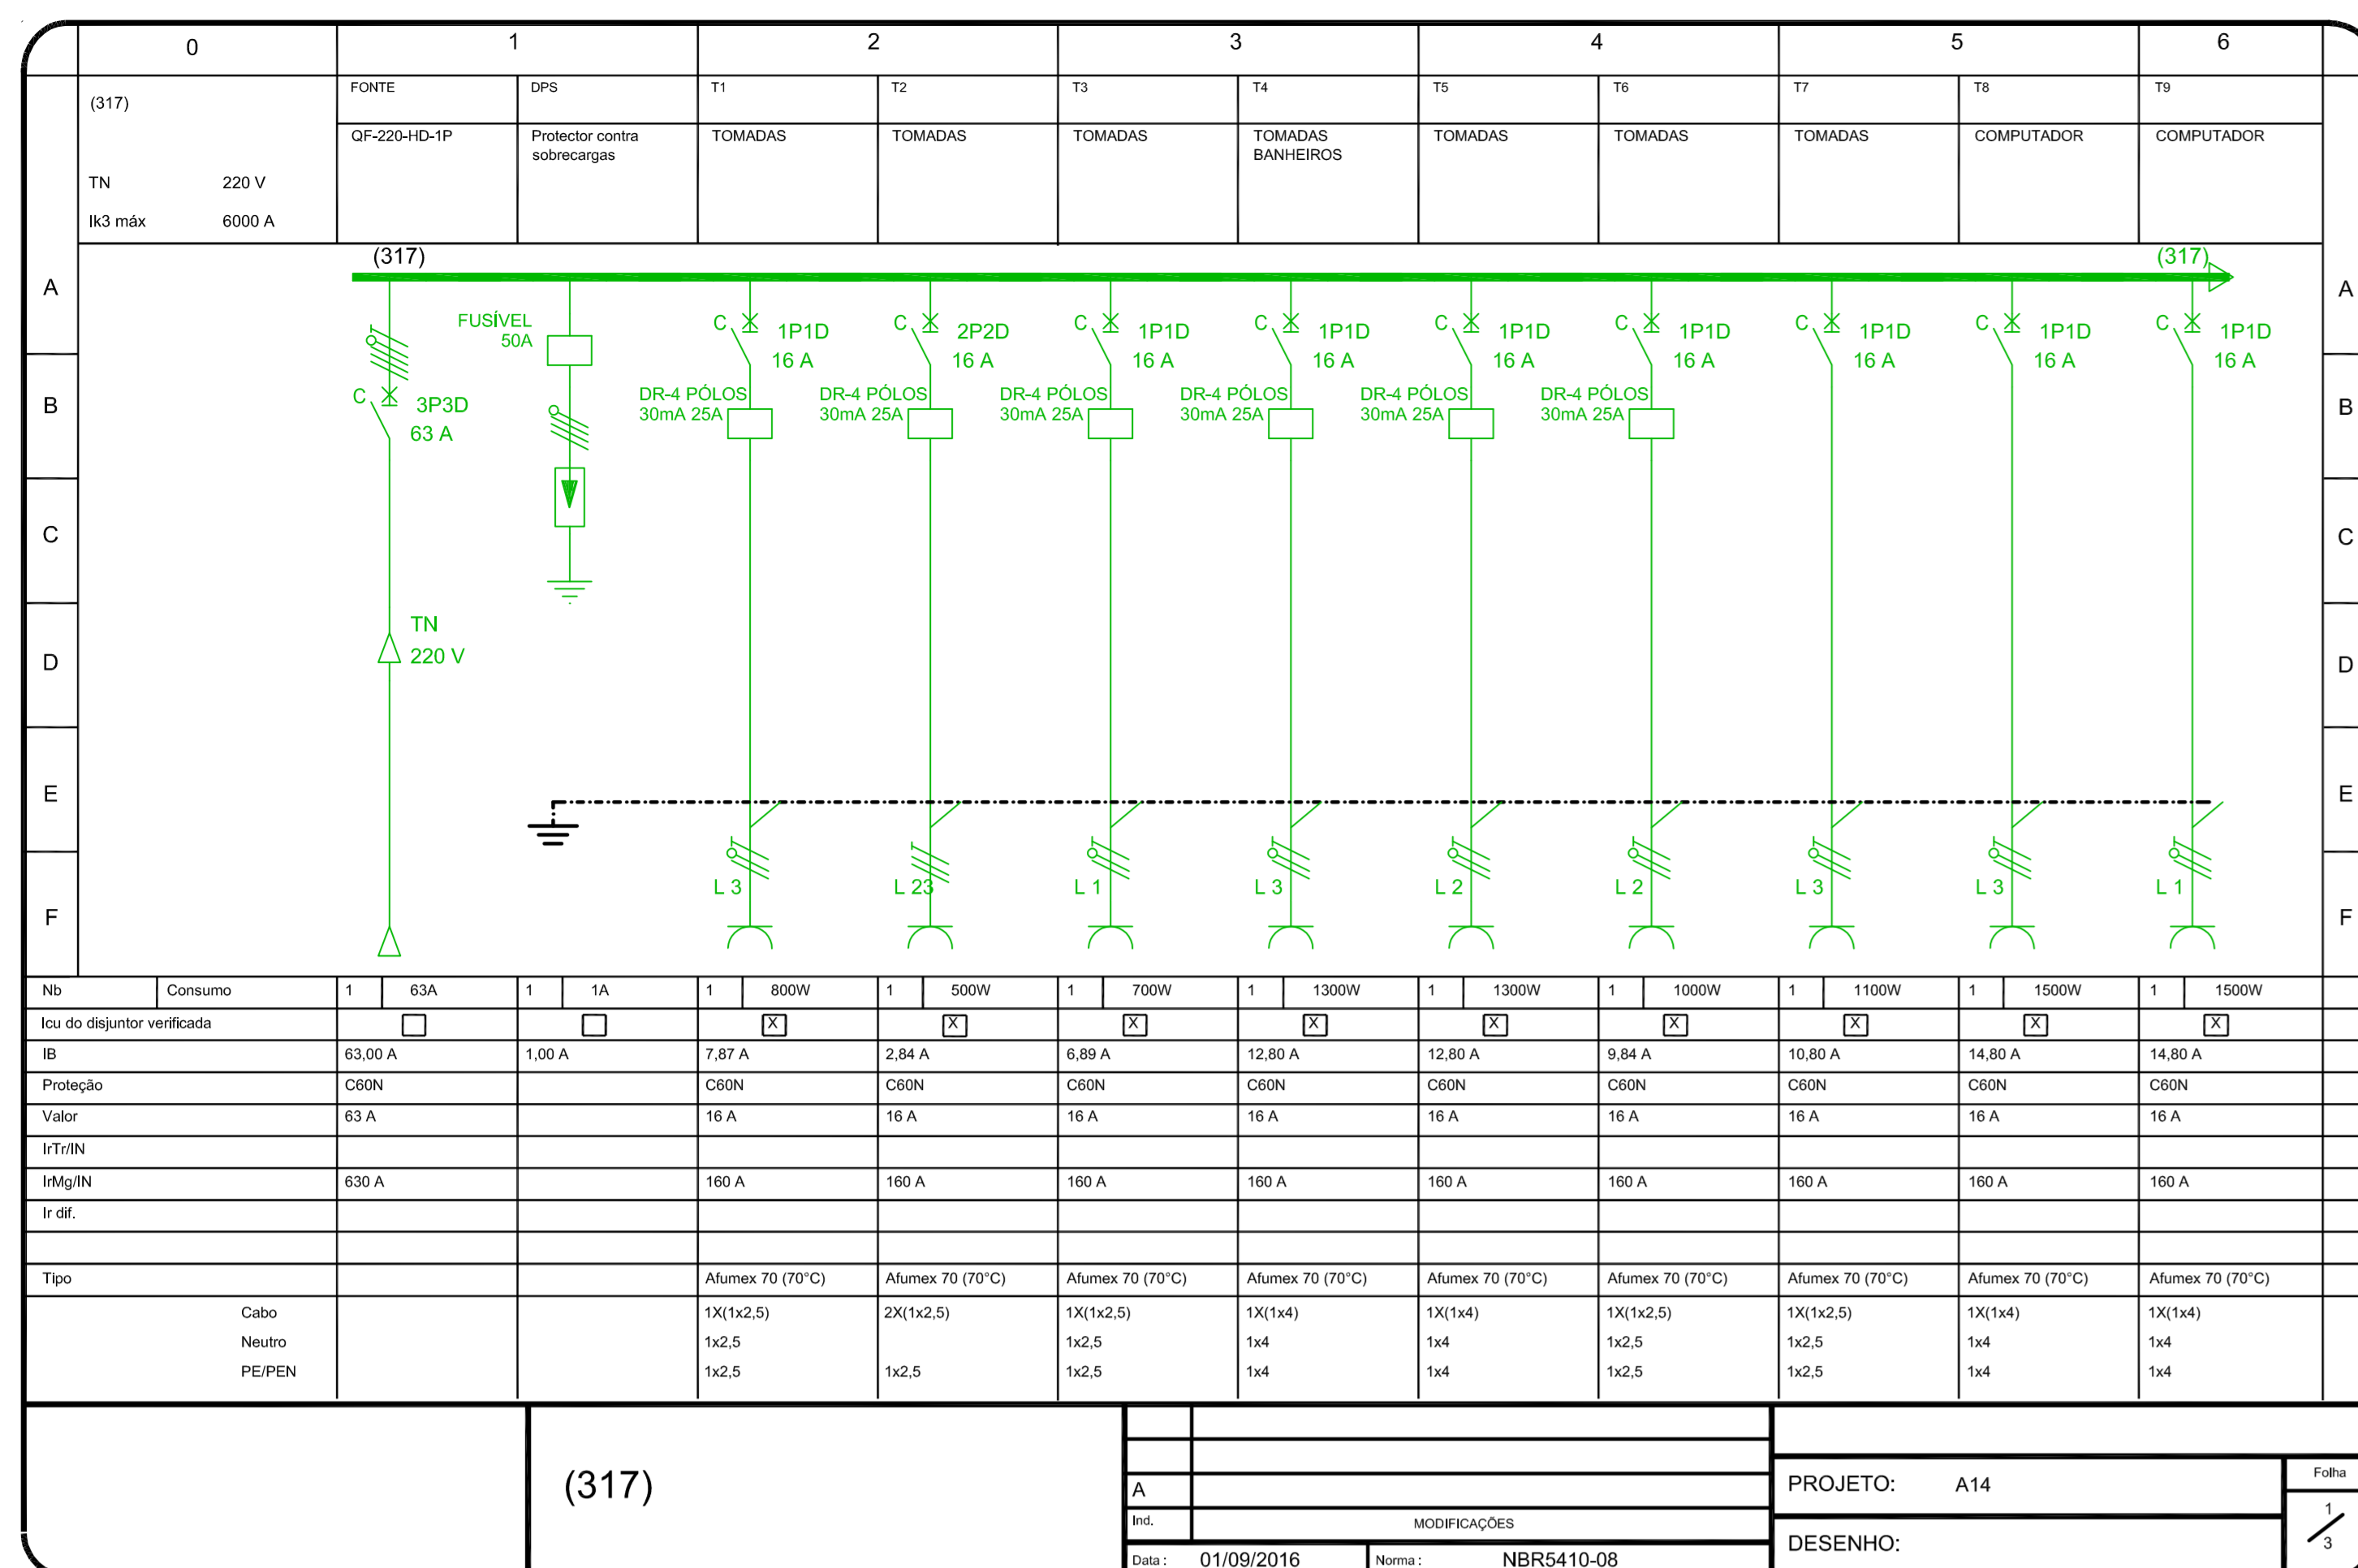 0 1 2 3 4 5 6
(317) FONTE DPS T1 T2 T3 T4 T5 T6 T7 T8 T9
QF-220-HD-1P Protector contra TOMADAS TOMADAS TOMADAS TOMADAS TOMADAS TOMADAS TOMADAS COMPUTADOR COMPUTADOR
sobrecargas BANHEIROS
TN 220 V
Ik3 máx 6000 A
(317) (317)
A A
FUSÍVEL C 1P1D C 2P2D C 1P1D C 1P1D C 1P1D C 1P1D C 1P1D C 1P1D C 1P1D
50A 16 A 16 A 16 A 16 A 16 A 16 A 16 A 16 A 16 A
DR-4 PÓLOS DR-4 PÓLOS DR-4 PÓLOS DR-4 PÓLOS DR-4 PÓLOS DR-4 PÓLOS
B C 3P3D 30mA 25A 30mA 25A 30mA 25A 30mA 25A 30mA 25A 30mA 25A B
63 A
C C
TN
220 V
D D
E E
L 3 L 23 L 1 L 3 L 2 L 2 L 3 L 3 L 1
F F
Nb Consumo 1 63A 1 1A 1 800W 1 500W 1 700W 1 1300W 1 1300W 1 1000W 1 1100W 1 1500W 1 1500W
Icu do disjuntor verificada X X X X X X X X X
IB 63,00 A 1,00 A 7,87 A 2,84 A 6,89 A 12,80 A 12,80 A 9,84 A 10,80 A 14,80 A 14,80 A
Proteção C60N C60N C60N C60N C60N C60N C60N C60N C60N C60N
Valor 63 A 16 A 16 A 16 A 16 A 16 A 16 A 16 A 16 A 16 A
IrTr/IN
IrMg/IN 630 A 160 A 160 A 160 A 160 A 160 A 160 A 160 A 160 A 160 A
Ir dif.
Tipo Afumex 70 (70°C) Afumex 70 (70°C) Afumex 70 (70°C) Afumex 70 (70°C) Afumex 70 (70°C) Afumex 70 (70°C) Afumex 70 (70°C) Afumex 70 (70°C) Afumex 70 (70°C)
Cabo 1X(1x2,5) 2X(1x2,5) 1X(1x2,5) 1X(1x4) 1X(1x4) 1X(1x2,5) 1X(1x2,5) 1X(1x4) 1X(1x4)
Neutro 1x2,5 1x2,5 1x4 1x4 1x2,5 1x2,5 1x4 1x4
PE/PEN 1x2,5 1x2,5 1x2,5 1x4 1x4 1x2,5 1x2,5 1x4 1x4
(317)
A
Ind. MODIFICAÇÕES
Data : 01/09/2016 Norma : NBR5410-08
PROJETO: A14
DESENHO:
Folha
1
3